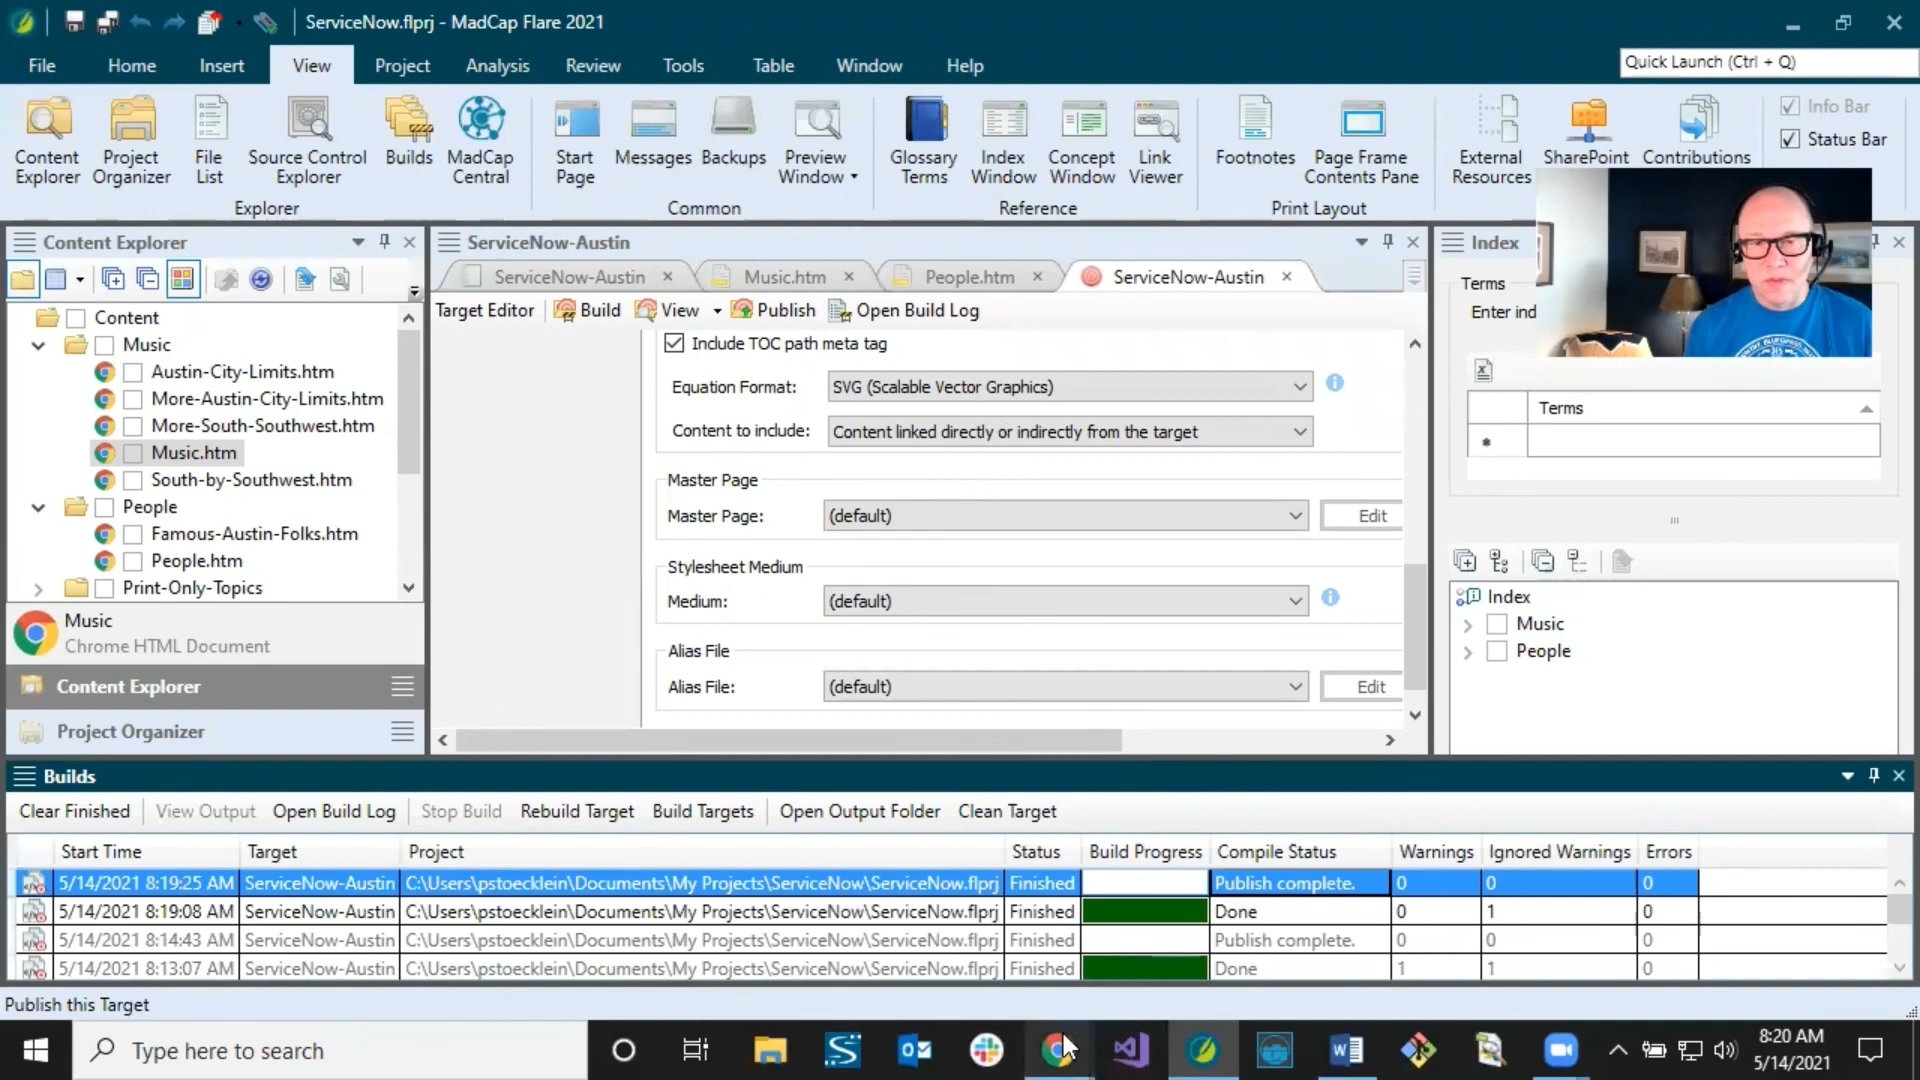 ServiceNow.flprj - MadCap Flare 2021
File Home Insert View Project Analysis Review Tools Table Window Help
Quick Launch (Ctrl + Q)
Content Explorer
Project Organizer
File List
Source Control Explorer
Builds
MadCap Central
Explorer
Start Page
Messages
Backups
Preview Window
Common
Glossary Terms
Index Window
Concept Window
Link Viewer
Reference
Footnotes
Page Frame Contents Pane
Print Layout
External Resources
SharePoint
Contributions
Info Bar
Status Bar
Content Explorer
Content
Music
Austin-City-Limits.htm
More-Austin-City-Limits.htm
More-South-Southwest.htm
Music.htm
South-by-Southwest.htm
People
Famous-Austin-Folks.htm
People.htm
Print-Only-Topics
Music
Chrome HTML Document
Content Explorer
Project Organizer
ServiceNow-Austin
ServiceNow-Austin Music.htm People.htm ServiceNow-Austin
Target Editor Build View Publish Open Build Log
Include TOC path meta tag
Equation Format: SVG (Scalable Vector Graphics)
Content to include: Content linked directly or indirectly from the target
Master Page
Master Page: (default) Edit
Stylesheet Medium
Medium: (default)
Alias File
Alias File: (default) Edit
Index
Terms
Enter ind
Terms
Index
Music
People
Builds
Clear Finished View Output Open Build Log Stop Build Rebuild Target Build Targets Open Output Folder Clean Target
Start Time Target Project Status Build Progress Compile Status Warnings Ignored Warnings Errors
5/14/2021 8:19:25 AM ServiceNow-Austin C:\Users\pstoecklein\Documents\My Projects\ServiceNow\ServiceNow.flprj Finished Publish complete. 0 0 0
5/14/2021 8:19:08 AM ServiceNow-Austin C:\Users\pstoecklein\Documents\My Projects\ServiceNow\ServiceNow.flprj Finished Done 0 1 0
5/14/2021 8:14:43 AM ServiceNow-Austin C:\Users\pstoecklein\Documents\My Projects\ServiceNow\ServiceNow.flprj Finished Publish complete. 0 0 0
5/14/2021 8:13:07 AM ServiceNow-Austin C:\Users\pstoecklein\Documents\My Projects\ServiceNow\ServiceNow.flprj Finished Done 1 1 0
Publish this Target
Type here to search
8:20 AM
5/14/2021